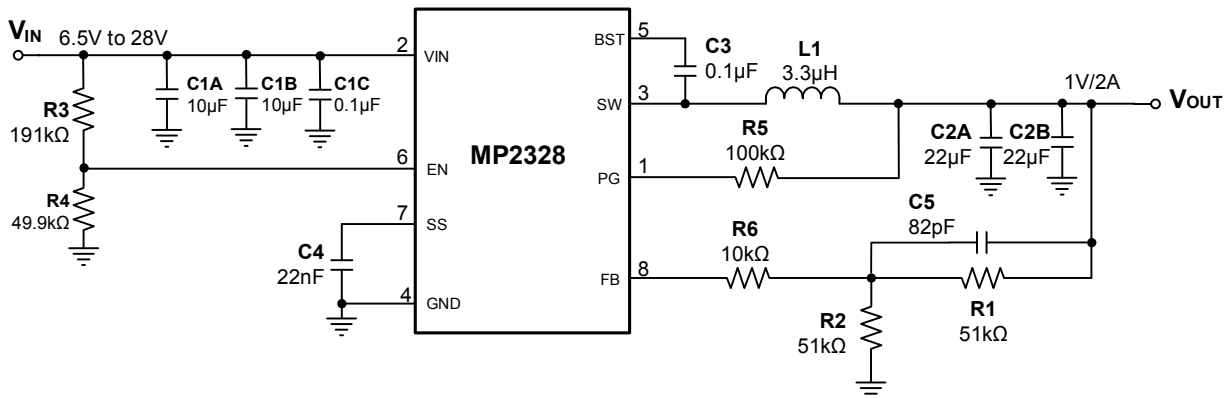 VIN
6.5V to 28V
2
VIN
C1A
10µF
C1B
10µF
C1C
0.1µF
R3
191kΩ
6
EN
R4
49.9kΩ
7
SS
C4
22nF
4
GND
MP2328
5
BST
C3
0.1µF
L1
3.3µH
3
SW
1V/2A
VOUT
R5
100kΩ
C2A
22µF
C2B
22µF
1
PG
C5
82pF
R6
10kΩ
8
FB
R1
51kΩ
R2
51kΩ